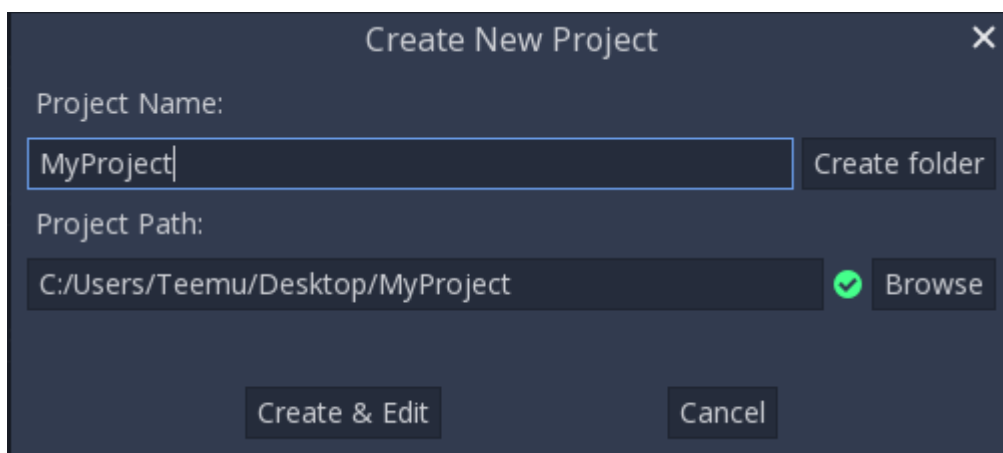 Create New Project
Project Name:
MyProject
Create folder
Project Path:
C:/Users/Teemu/Desktop/MyProject
Browse
Create & Edit
Cancel